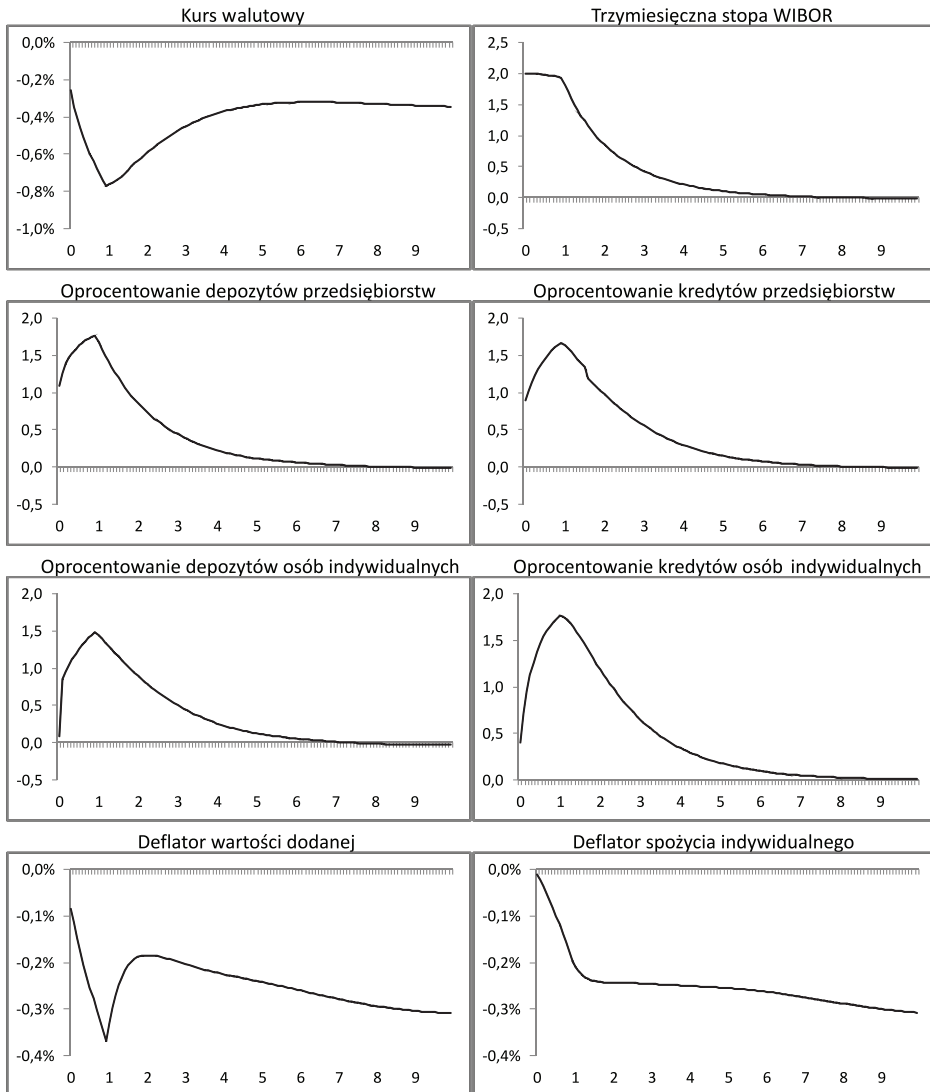 Kurs walutowy
0,0%
-0,2%
-0,4%
-0,6%
-0,8%
-1,0%
0 1 2 3 4 5 6 7 8 9
Trzymiesięczna stopa WIBOR
2,5
2,0
1,5
1,0
0,5
0,0
-0,5
0 1 2 3 4 5 6 7 8 9
Oprocentowanie depozytów przedsiębiorstw
2,0
1,5
1,0
0,5
0,0
-0,5
0 1 2 3 4 5 6 7 8 9
Oprocentowanie kredytów przedsiębiorstw
2,0
1,5
1,0
0,5
0,0
-0,5
0 1 2 3 4 5 6 7 8 9
Oprocentowanie depozytów osób indywidualnych
2,0
1,5
1,0
0,5
0,0
-0,5
0 1 2 3 4 5 6 7 8 9
Oprocentowanie kredytów osób indywidualnych
2,0
1,5
1,0
0,5
0,0
0 1 2 3 4 5 6 7 8 9
Deflator wartości dodanej
0,0%
-0,1%
-0,2%
-0,3%
-0,4%
0 1 2 3 4 5 6 7 8 9
Deflator spożycia indywidualnego
0,0%
-0,1%
-0,2%
-0,3%
-0,4%
0 1 2 3 4 5 6 7 8 9